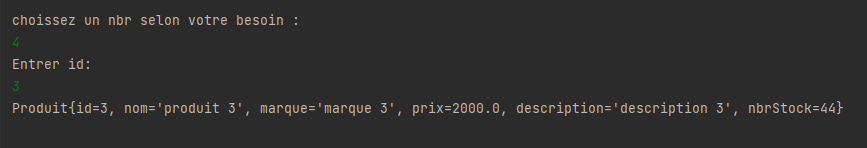 choissez un nbr selon votre besoin :
4
Entrer id:
3
Produit{id=3, nom='produit 3', marque='marque 3', prix=2000.0, description='description 3', nbrStock=44}